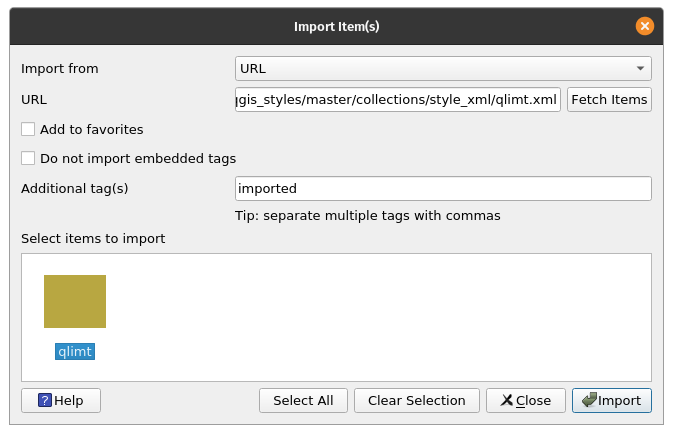 Import Item(s)
Import from
URL
URL
gis_styles/master/collections/style_xml/qlimt.xml
Fetch Items
Add to favorites
Do not import embedded tags
Additional tag(s)
imported
Tip: separate multiple tags with commas
Select items to import
qlimt
?
Help
Select All
Clear Selection
Close
Import